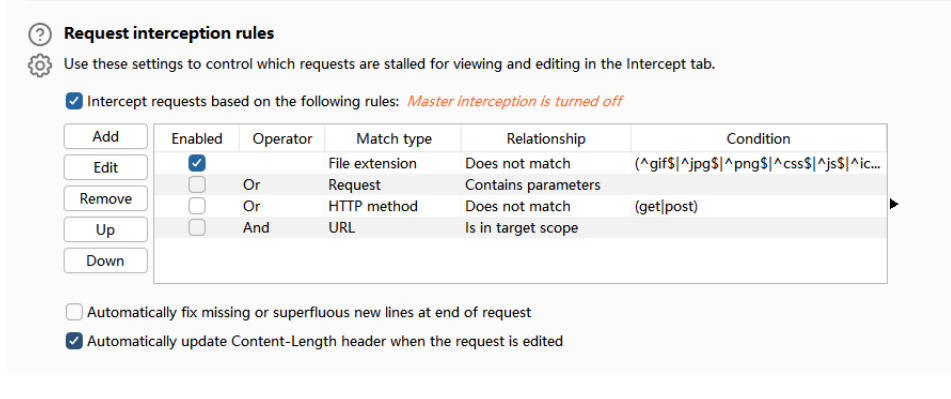 Request interception rules
Use these settings to control which requests are stalled for viewing and editing in the Intercept tab.
Intercept requests based on the following rules: Master interception is turned off
Add
Edit
Remove
Up
Down
Enabled Operator Match type Relationship Condition
File extension Does not match (^gif$|^jpg$|^png$|^css$|^js$|^ic...
Or Request Contains parameters
Or HTTP method Does not match (get|post)
And URL Is in target scope
Automatically fix missing or superfluous new lines at end of request
Automatically update Content-Length header when the request is edited